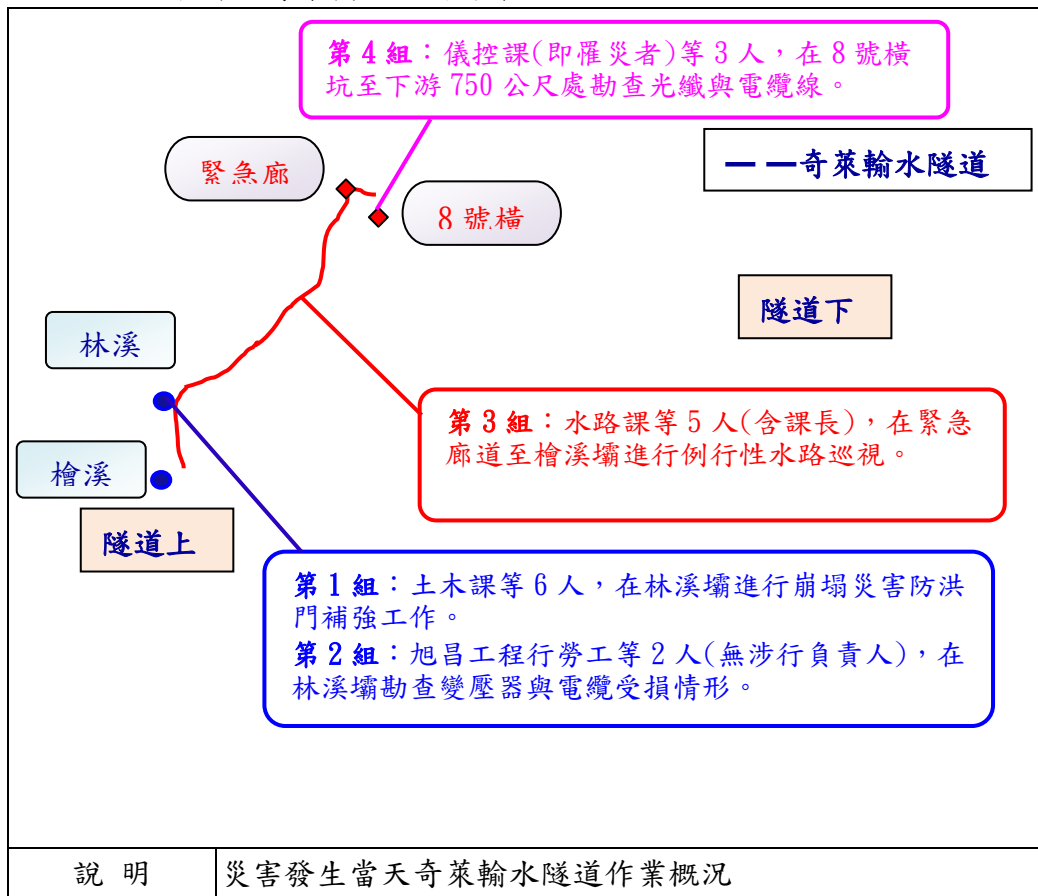 第4組：儀控課(即罹災者)等3人，在8號橫
坑至下游750公尺處勘查光纖與電纜線。
緊急廊
8號橫
— —奇萊輸水隧道
隧道下
林溪
檜溪
隧道上
第3組：水路課等5人(含課長)，在緊急
廊道至檜溪壩進行例行性水路巡視。
第1組：土木課等6人，在林溪壩進行崩塌災害防洪
門補強工作。
第2組：旭昌工程行勞工等2人(無涉行負責人)，在
林溪壩勘查變壓器與電纜受損情形。
說 明
災害發生當天奇萊輸水隧道作業概況